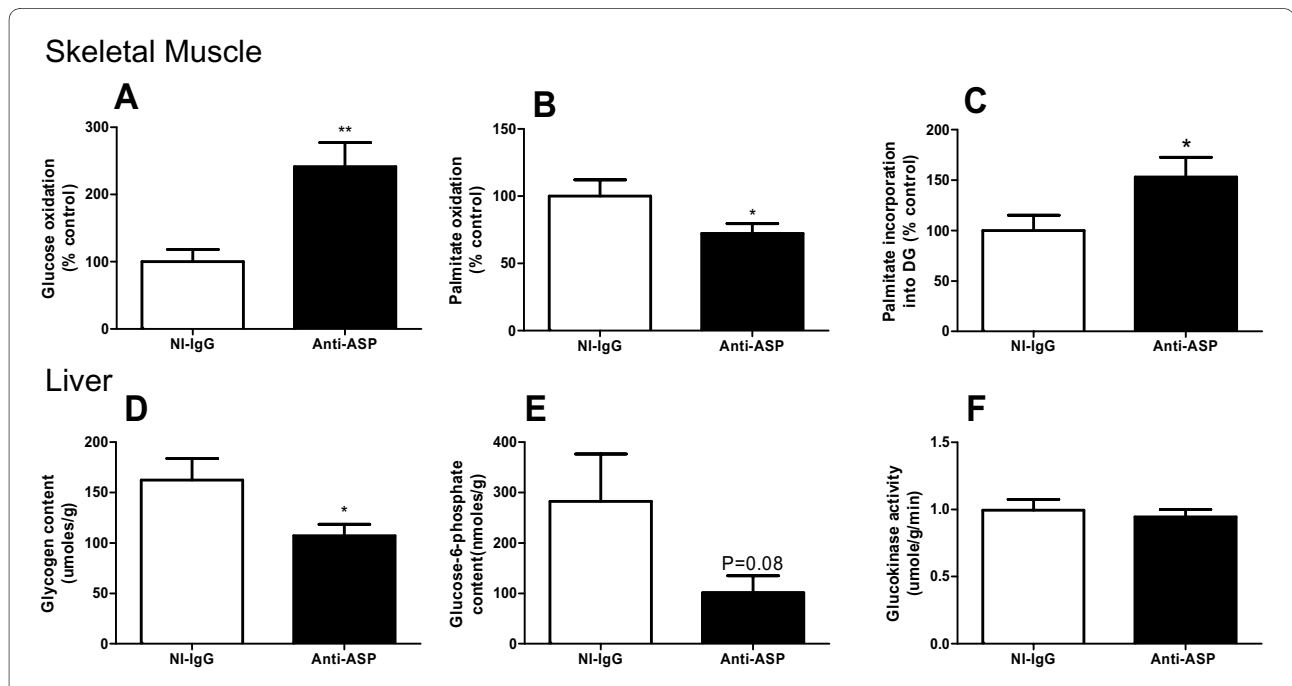 Skeletal Muscle
A
Glucose oxidation
(% control)
300
200
100
0
**
NI-IgG
Anti-ASP
B
Palmitate oxidation
(% control)
150
100
50
0
*
NI-IgG
Anti-ASP
C
Palmitate incorporation
into DG (% control)
200
150
100
50
0
*
NI-IgG
Anti-ASP
Liver
D
Glycogen content
(umoles/g)
200
150
100
50
0
*
NI-IgG
Anti-ASP
E
Glucose-6-phosphate
content(nmoles/g)
400
300
200
100
0
P=0.08
NI-IgG
Anti-ASP
F
Glucokinase activity
(umole/g/min)
1.5
1.0
0.5
0.0
NI-IgG
Anti-ASP